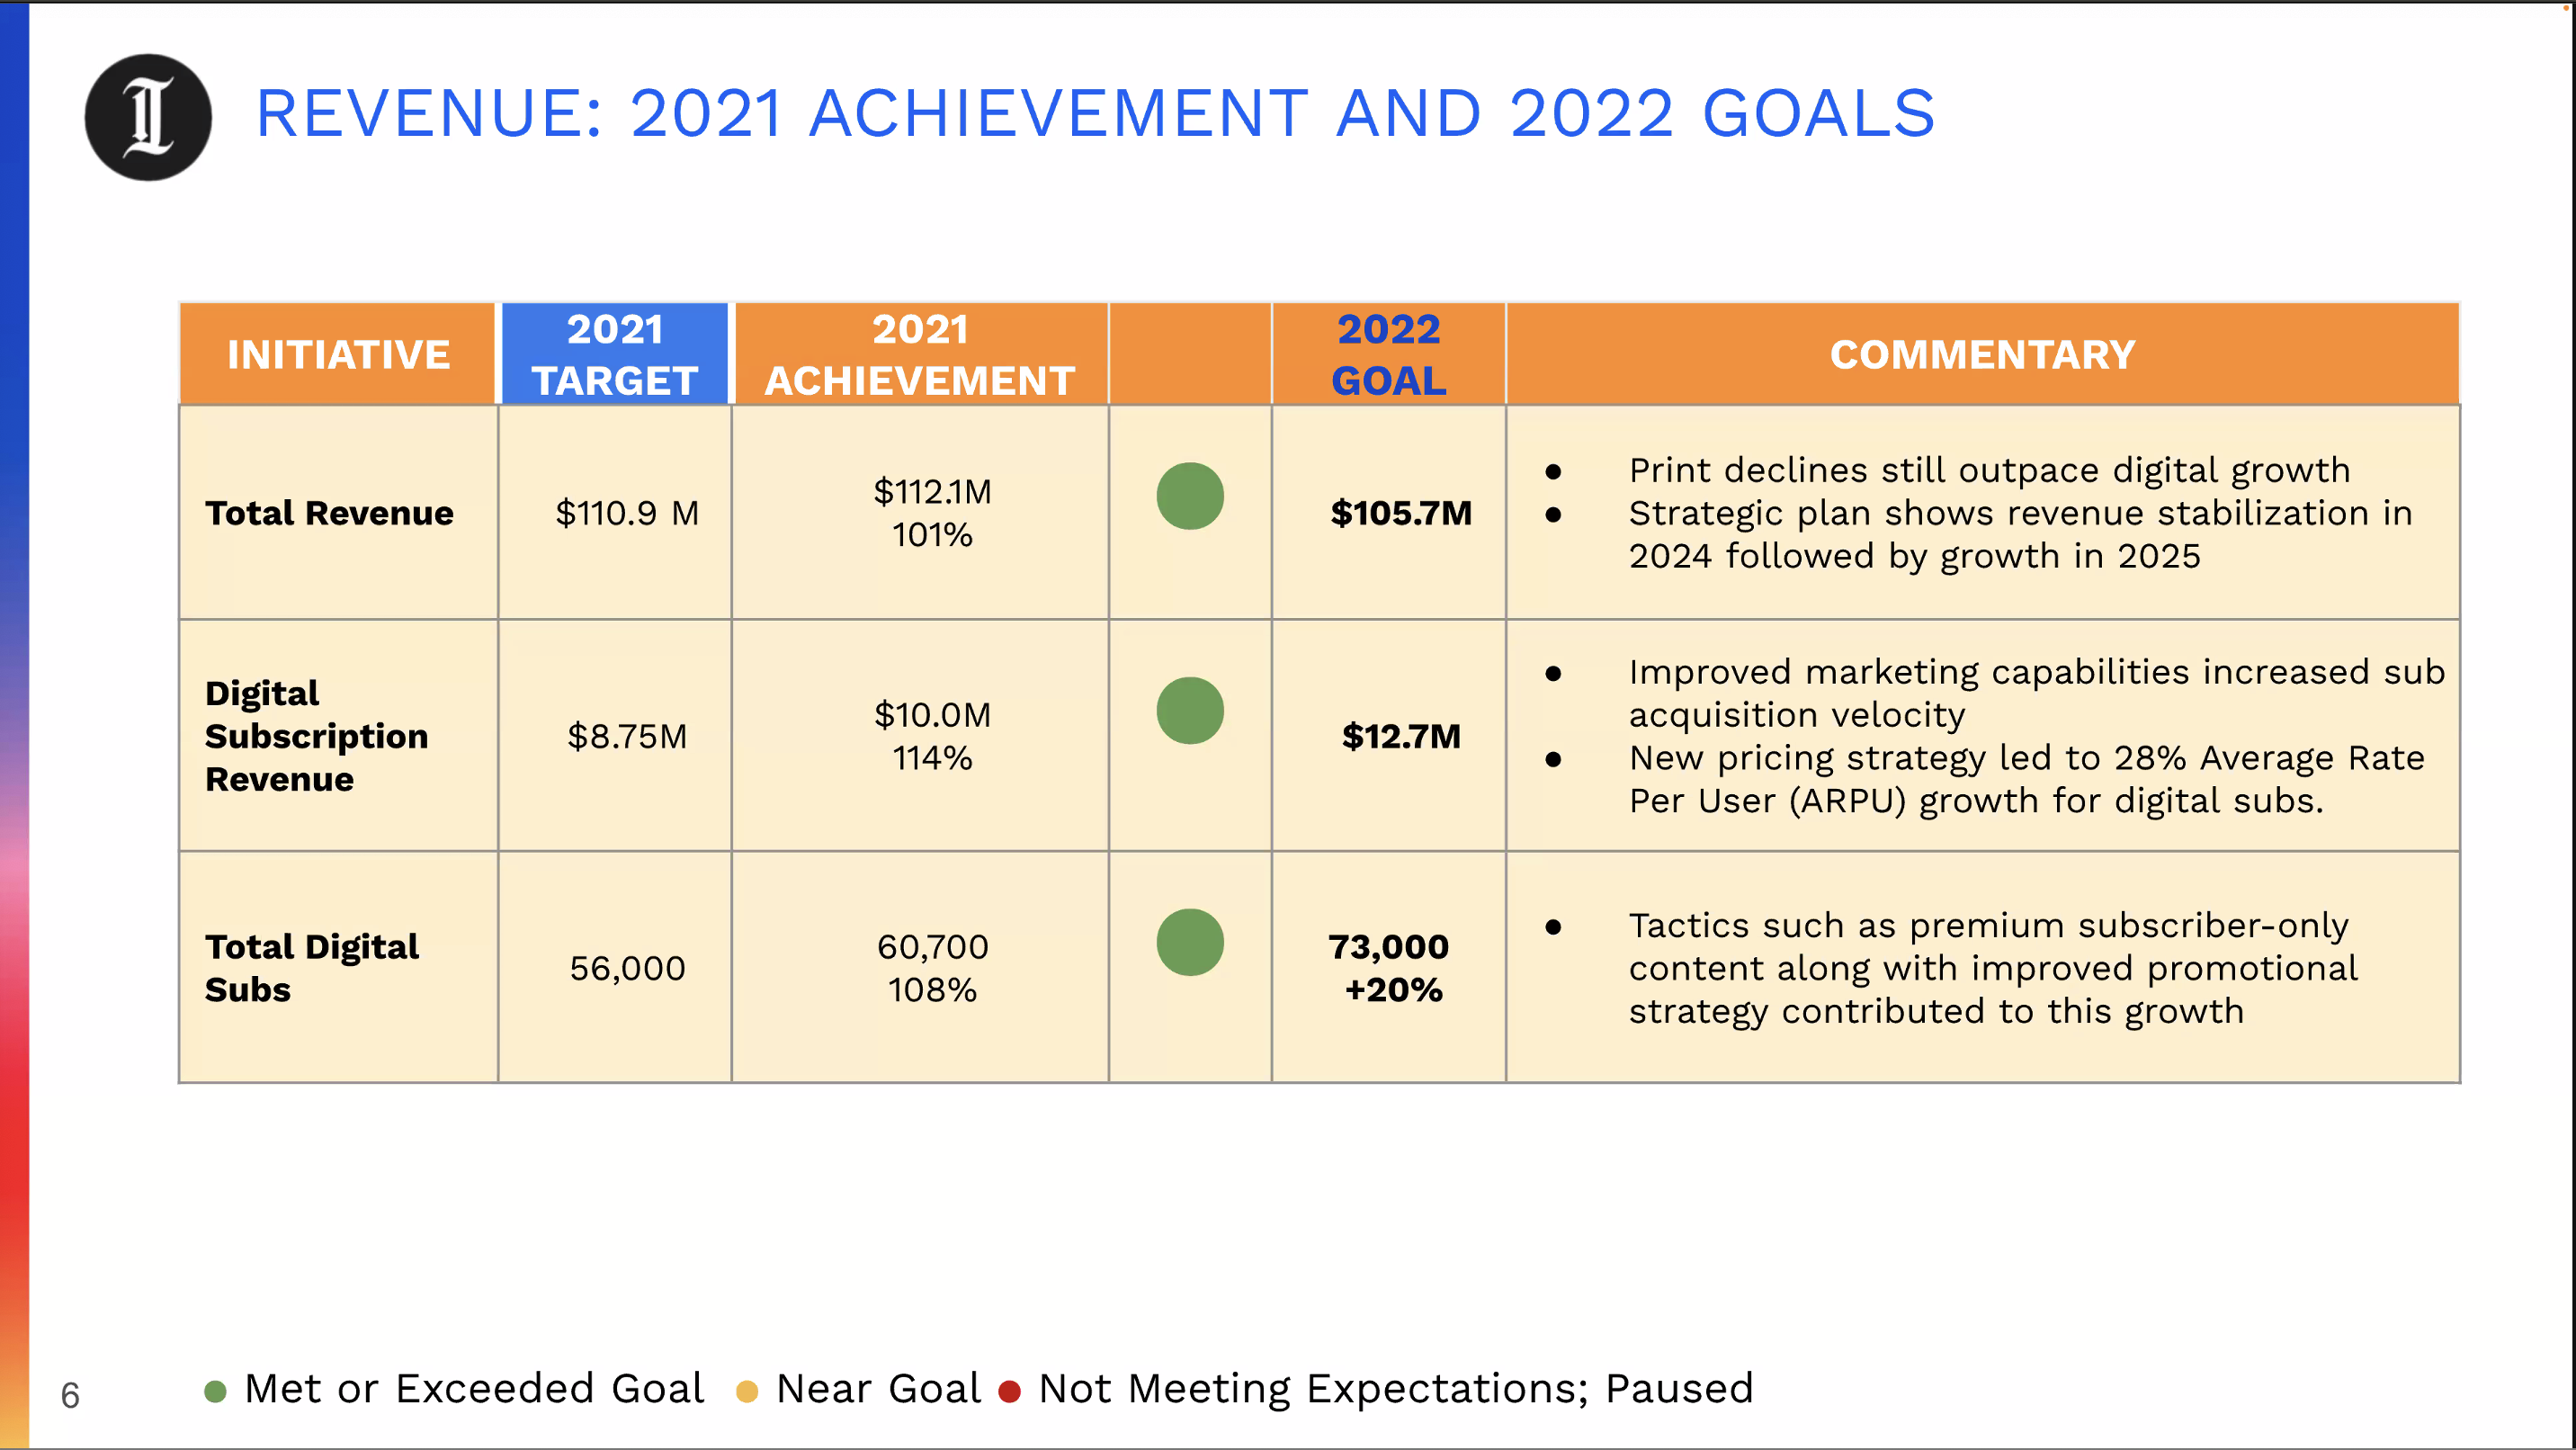 I
REVENUE: 2021 ACHIEVEMENT AND 2022 GOALS
INITIATIVE
2021
TARGET
2021
ACHIEVEMENT
2022
GOAL
COMMENTARY
Total Revenue
$110.9 M
$112.1M
101%
$105.7M
● Print declines still outpace digital growth
● Strategic plan shows revenue stabilization in
2024 followed by growth in 2025
Digital
Subscription
Revenue
$8.75M
$10.0M
114%
$12.7M
● Improved marketing capabilities increased sub
acquisition velocity
● New pricing strategy led to 28% Average Rate
Per User (ARPU) growth for digital subs.
Total Digital
Subs
56,000
60,700
108%
73,000
+20%
● Tactics such as premium subscriber-only
content along with improved promotional
strategy contributed to this growth
6
Met or Exceeded Goal
Near Goal
Not Meeting Expectations; Paused